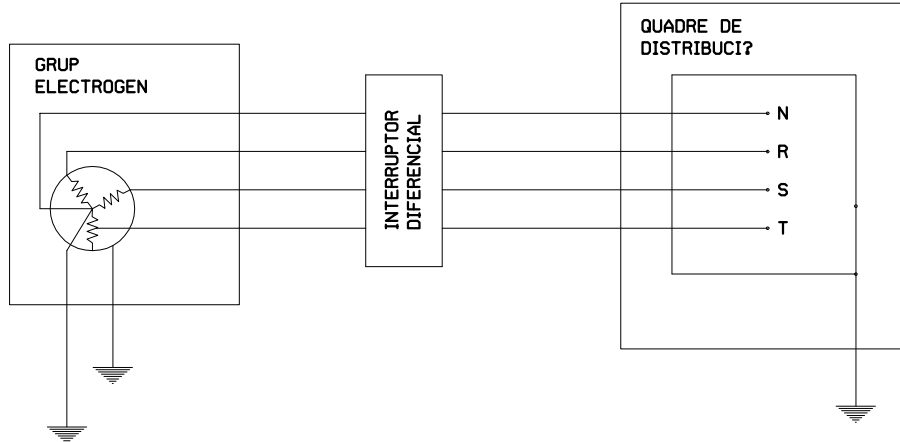 GRUP
ELECTROGEN
INTERRUPTOR
DIFERENCIAL
QUADRE DE
DISTRIBUCI?
N
R
S
T